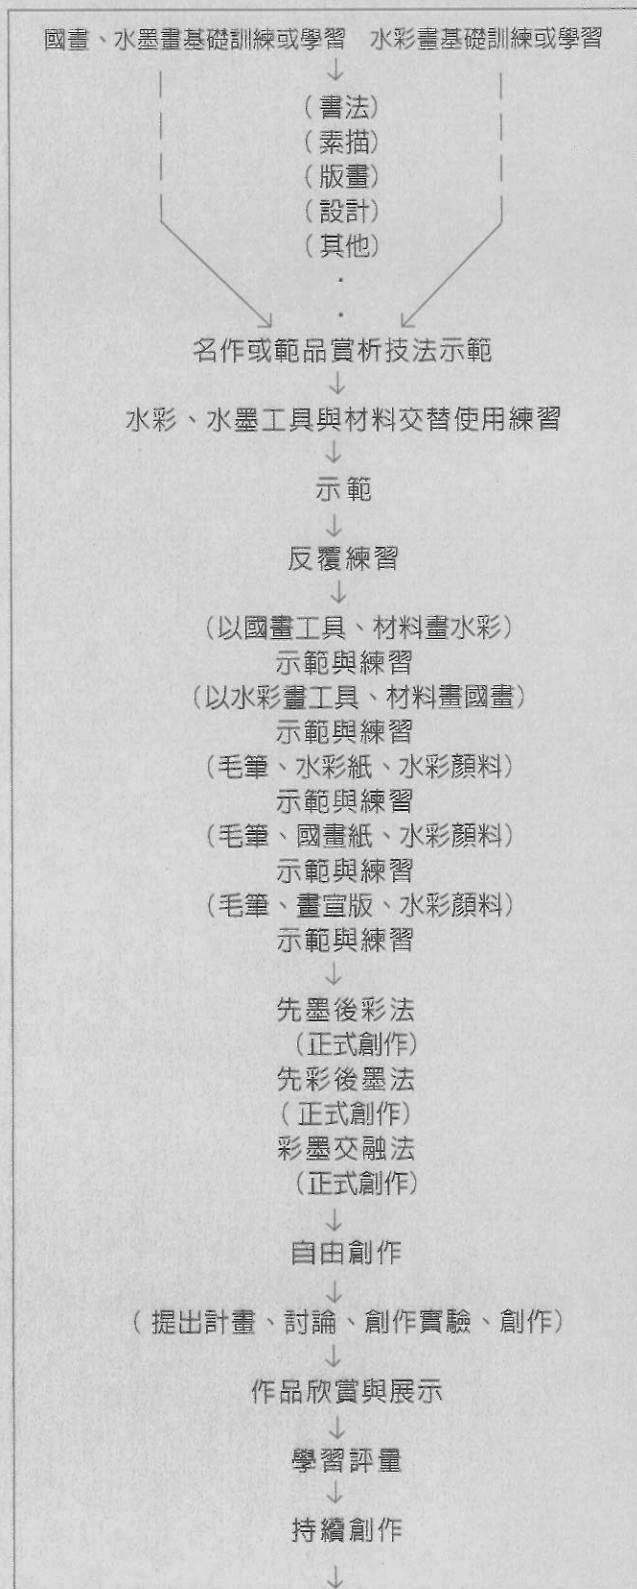 國畫、水墨畫基礎訓練或學習 水彩畫基礎訓練或學習
↓
(書法)
(素描)
(版畫)
(設計)
(其他)
·
·
名作或範品賞析技法示範
↓
水彩、水墨工具與材料交替使用練習
↓
示範
↓
反覆練習
↓
(以國畫工具、材料畫水彩)
示範與練習
(以水彩畫工具、材料畫國畫)
示範與練習
(毛筆、水彩紙、水彩顏料)
示範與練習
(毛筆、國畫紙、水彩顏料)
示範與練習
(毛筆、畫宣版、水彩顏料)
示範與練習
↓
先墨後彩法
(正式創作)
先彩後墨法
(正式創作)
彩墨交融法
(正式創作)
↓
自由創作
↓
(提出計畫、討論、創作實驗、創作)
↓
作品欣賞與展示
↓
學習評量
↓
持續創作
↓